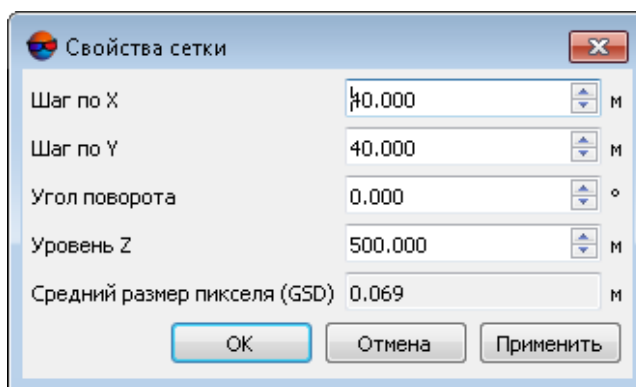 Свойства сетки
Шаг по X 40.000 м
Шаг по Y 40.000 м
Угол поворота 0.000 °
Уровень Z 500.000 м
Средний размер пикселя (GSD) 0.069 м
OK Отмена Применить